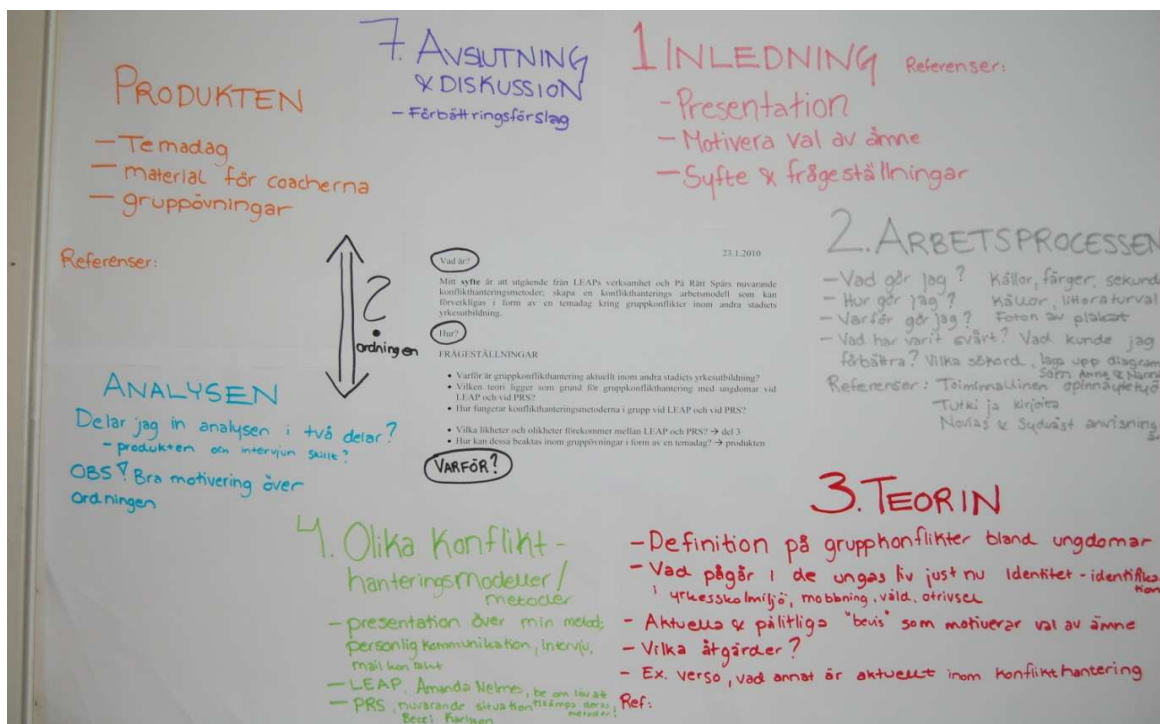 7. AVSLUTNING
& DISKUSSION
- Förbättringsförslag
1 INLEDNING Referenser:
- Presentation
- Motivera val av ämne
- Syfte & frågeställningar
PRODUKTEN
- Temadag
- material för coacherna
- gruppövningar
Referenser:
2. ARBETSPROCESSEN
- Vad gör jag? Källor, färger, sekund
- Hur gör jag? Källor, litteraturval
- Varför gör jag? Foton av plakat
- Vad har varit svårt? Vad kunde jag
förbättra? Vilka sökord, upp diagram
Som Anne &
Referenser: Toiminnallinen opinnäytetyö
Tutki ja kirjoita
Novias & Sydväst anvisning
?
ordningen
23.1.2010
Vad är?
Mitt syfte är att utgående från LEAPs verksamhet och På Rätt Spårs nuvarande
konflikthanteringsmetoder; skapa en konflikthanterings arbetsmodell som kan
förverkligas i form av en temadag kring gruppkonflikter inom andra stadiets
yrkesutbildning.
Hur?
FRÅGESTÄLLNINGAR
• Varför är gruppkonflikthantering aktuellt inom andra stadiets yrkesutbildning?
• Vilken teori ligger som grund för gruppkonflikthantering med ungdomar vid
LEAP och vid PRS?
• Hur fungerar konflikthanteringsmetoderna i grupp vid LEAP och vid PRS?
• Vilka likheter och olikheter förekommer mellan LEAP och PRS? → del 3
• Hur kan dessa beaktas inom gruppövningar i form av en temadag? → produkten
VARFÖR?
ANALYSEN
Delar jag in analysen i två delar?
- produkten och intervjun skilt?
OBS! Bra motivering över
ordningen
3. TEORIN
- Definition på gruppkonflikter bland ungdomar
- Vad pågår i de ungas liv just nu Identitet - identifika
tion
i yrkesskolmiljö, mobbning, våld, otrivsel
- Aktuella & pålitliga "bevis" som motiverar val av ämne
- Vilka åtgärder?
- Ex. verso, vad annat är aktuellt inom konflikthantering
Ref:
4. Olika Konflikt-
hanteringsmodeller/
metoder
- presentation över min metod;
personlig kommunikation, Intervju,
mail kontakt
- LEAP, Amanda Nelmes, be om lov att
tillämpa deras
metoder!
- PRS, nuvarande situation
Karlsson